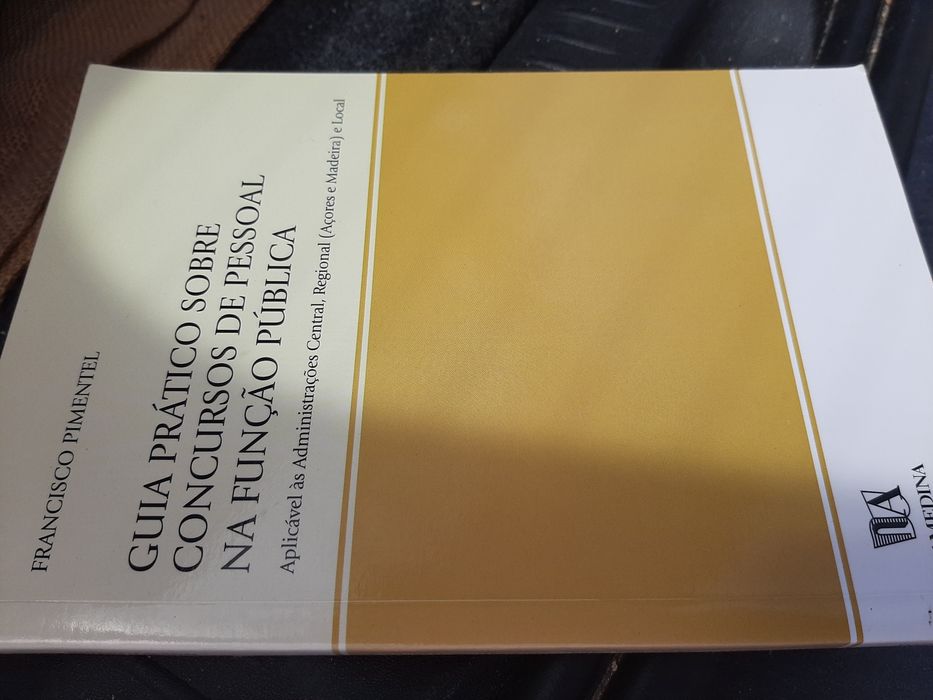 FRANCISCO PIMENTEL
GUIA PRÁTICO SOBRE
CONCURSOS DE PESSOAL
NA FUNÇÃO PÚBLICA
Aplicável às Administrações Central, Regional (Açores e Madeira) e Local